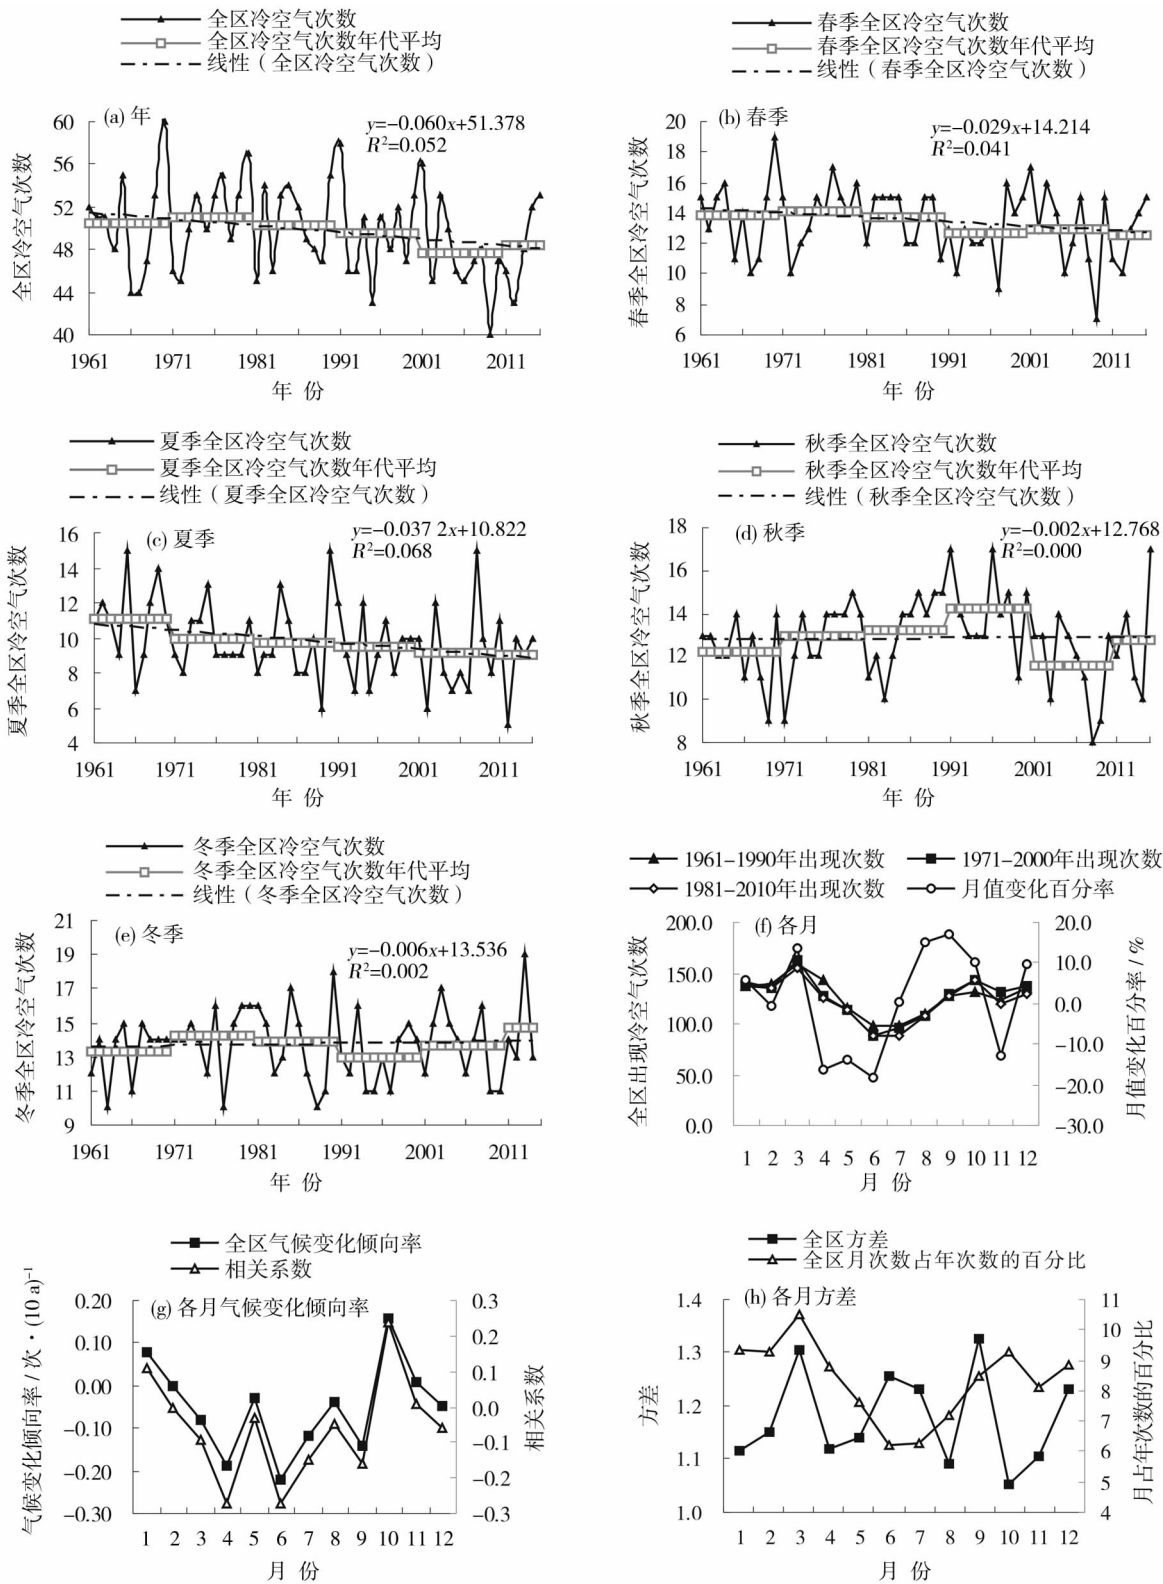 全区冷空气次数
全区冷空气次数年代平均
线性（全区冷空气次数）
(a) 年
y=-0.060x+51.378
R²=0.052
全区冷空气次数
60
56
52
48
44
40
1961 1971 1981 1991 2001 2011
年 份
春季全区冷空气次数
春季全区冷空气次数年代平均
线性（春季全区冷空气次数）
(b) 春季
y=-0.029x+14.214
R²=0.041
春季全区冷空气次数
20
18
16
14
12
10
8
6
1961 1971 1981 1991 2001 2011
年 份
夏季全区冷空气次数
夏季全区冷空气次数年代平均
线性（夏季全区冷空气次数）
(c) 夏季
y=-0.037 2x+10.822
R²=0.068
夏季全区冷空气次数
16
14
12
10
8
6
4
1961 1971 1981 1991 2001 2011
年 份
秋季全区冷空气次数
秋季全区冷空气次数年代平均
线性（秋季全区冷空气次数）
(d) 秋季
y=-0.002x+12.768
R²=0.000
秋季全区冷空气次数
18
16
14
12
10
8
1961 1971 1981 1991 2001 2011
年 份
冬季全区冷空气次数
冬季全区冷空气次数年代平均
线性（冬季全区冷空气次数）
(e) 冬季
y=-0.006x+13.536
R²=0.002
冬季全区冷空气次数
21
19
17
15
13
11
9
1961 1971 1981 1991 2001 2011
年 份
1961-1990年出现次数 1971-2000年出现次数
1981-2010年出现次数 月值变化百分率
(f) 各月
全区出现冷空气次数
200.0
150.0
100.0
50.0
0.0
20.0
10.0
0.0
-10.0
-20.0
-30.0
月值变化百分率 / %
1 2 3 4 5 6 7 8 9 10 11 12
月 份
全区气候变化倾向率
相关系数
(g) 各月气候变化倾向率
气候变化倾向率 / 次·(10 a)⁻¹
0.20
0.10
0.00
-0.10
-0.20
-0.30
0.3
0.2
0.1
0.0
-0.1
-0.2
-0.3
相关系数
1 2 3 4 5 6 7 8 9 10 11 12
月 份
全区方差
全区月次数占年次数的百分比
(h) 各月方差
方差
1.4
1.3
1.2
1.1
1.0
11
10
9
8
7
6
5
4
月占年次数的百分比
1 2 3 4 5 6 7 8 9 10 11 12
月 份